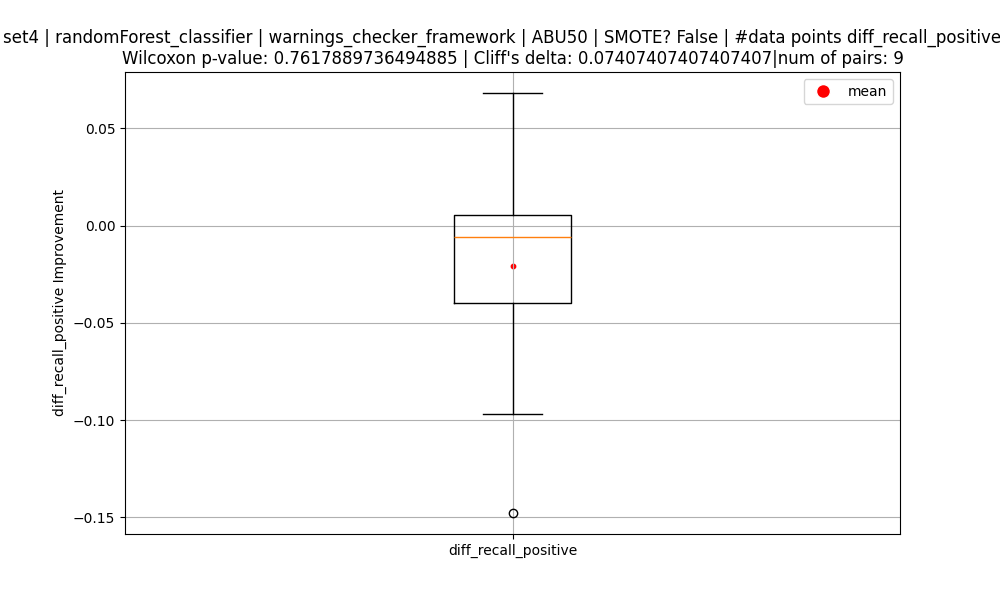 set4 | randomForest_classifier | warnings_checker_framework | ABU50 | SMOTE? False | #data points diff_recall_positive
Wilcoxon p-value: 0.7617889736494885 | Cliff's delta: 0.07407407407407407|num of pairs: 9
mean
0.05
0.00
−0.05
−0.10
−0.15
diff_recall_positive Improvement
diff_recall_positive